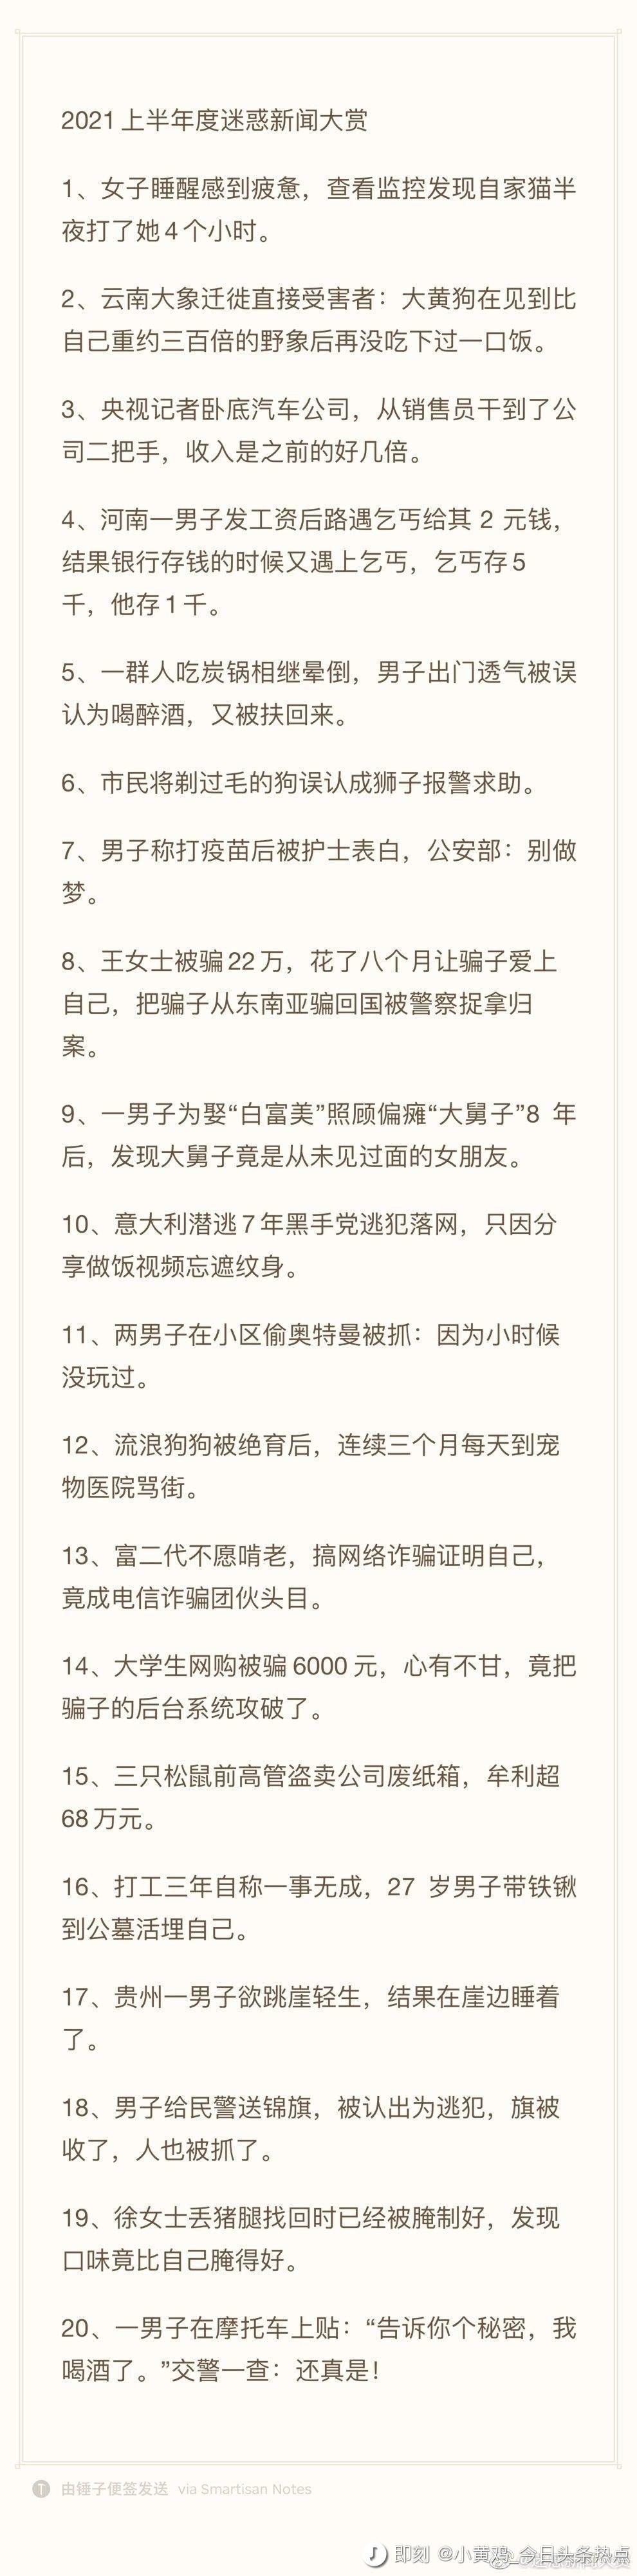 2021上半年度迷惑新闻大赏
1、女子睡醒感到疲惫，查看监控发现自家猫半
夜打了她4个小时。
2、云南大象迁徙直接受害者：大黄狗在见到比
自己重约三百倍的野象后再没吃下过一口饭。
3、央视记者卧底汽车公司，从销售员干到了公
司二把手，收入是之前的好几倍。
4、河南一男子发工资后路遇乞丐给其 2 元钱，
结果银行存钱的时候又遇上乞丐，乞丐存5
千，他存1千。
5、一群人吃炭锅相继晕倒，男子出门透气被误
认为喝醉酒，又被扶回来。
6、市民将剃过毛的狗误认成狮子报警求助。
7、男子称打疫苗后被护士表白，公安部：别做
梦。
8、王女士被骗22万，花了八个月让骗子爱上
自己，把骗子从东南亚骗回国被警察捉拿归
案。
9、一男子为娶“白富美”照顾偏瘫“大舅子”8 年
后，发现大舅子竟是从未见过面的女朋友。
10、意大利潜逃7年黑手党逃犯落网，只因分
享做饭视频忘遮纹身。
11、两男子在小区偷奥特曼被抓：因为小时候
没玩过。
12、流浪狗狗被绝育后，连续三个月每天到宠
物医院骂街。
13、富二代不愿啃老，搞网络诈骗证明自己，
竟成电信诈骗团伙头目。
14、大学生网购被骗6000元，心有不甘，竟把
骗子的后台系统攻破了。
15、三只松鼠前高管盗卖公司废纸箱，牟利超
68万元。
16、打工三年自称一事无成，27 岁男子带铁锹
到公墓活埋自己。
17、贵州一男子欲跳崖轻生，结果在崖边睡着
了。
18、男子给民警送锦旗，被认出为逃犯，旗被
收了，人也被抓了。
19、徐女士丢猪腿找回时已经被腌制好，发现
口味竟比自己腌得好。
20、一男子在摩托车上贴：“告诉你个秘密，我
喝酒了。”交警一查：还真是！
T 由锤子便签发送 via Smartisan Notes
即刻 @小黄鸡_今日头条热点